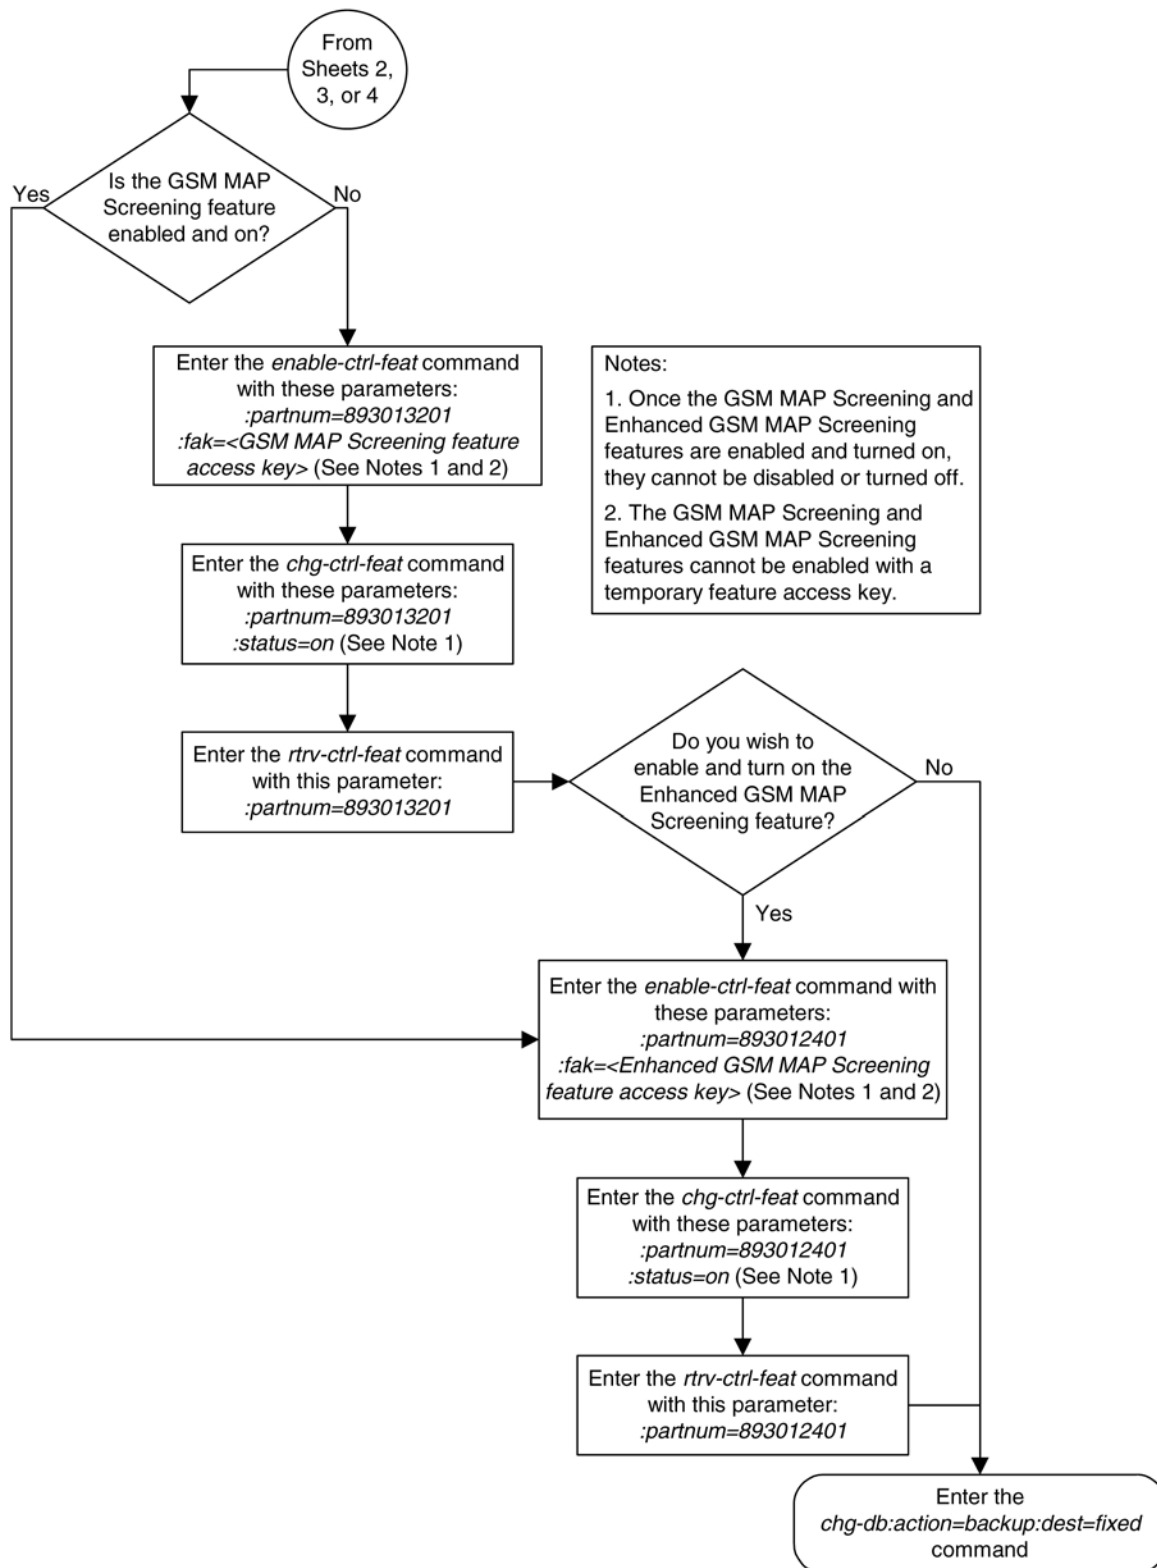 From
Sheets 2,
3, or 4
Is the GSM MAP
Screening feature
enabled and on?
Yes
No
Enter the enable-ctrl-feat command
with these parameters:
:partnum=893013201
:fak=<GSM MAP Screening feature
access key> (See Notes 1 and 2)
Notes:
1. Once the GSM MAP Screening and
Enhanced GSM MAP Screening
features are enabled and turned on,
they cannot be disabled or turned off.
2. The GSM MAP Screening and
Enhanced GSM MAP Screening
features cannot be enabled with a
temporary feature access key.
Enter the chg-ctrl-feat command
with these parameters:
:partnum=893013201
:status=on (See Note 1)
Enter the rtrv-ctrl-feat command
with this parameter:
:partnum=893013201
Do you wish to
enable and turn on the
Enhanced GSM MAP
Screening feature?
No
Yes
Enter the enable-ctrl-feat command with
these parameters:
:partnum=893012401
:fak=<Enhanced GSM MAP Screening
feature access key> (See Notes 1 and 2)
Enter the chg-ctrl-feat command
with these parameters:
:partnum=893012401
:status=on (See Note 1)
Enter the rtrv-ctrl-feat command
with this parameter:
:partnum=893012401
Enter the
chg-db:action=backup:dest=fixed
command